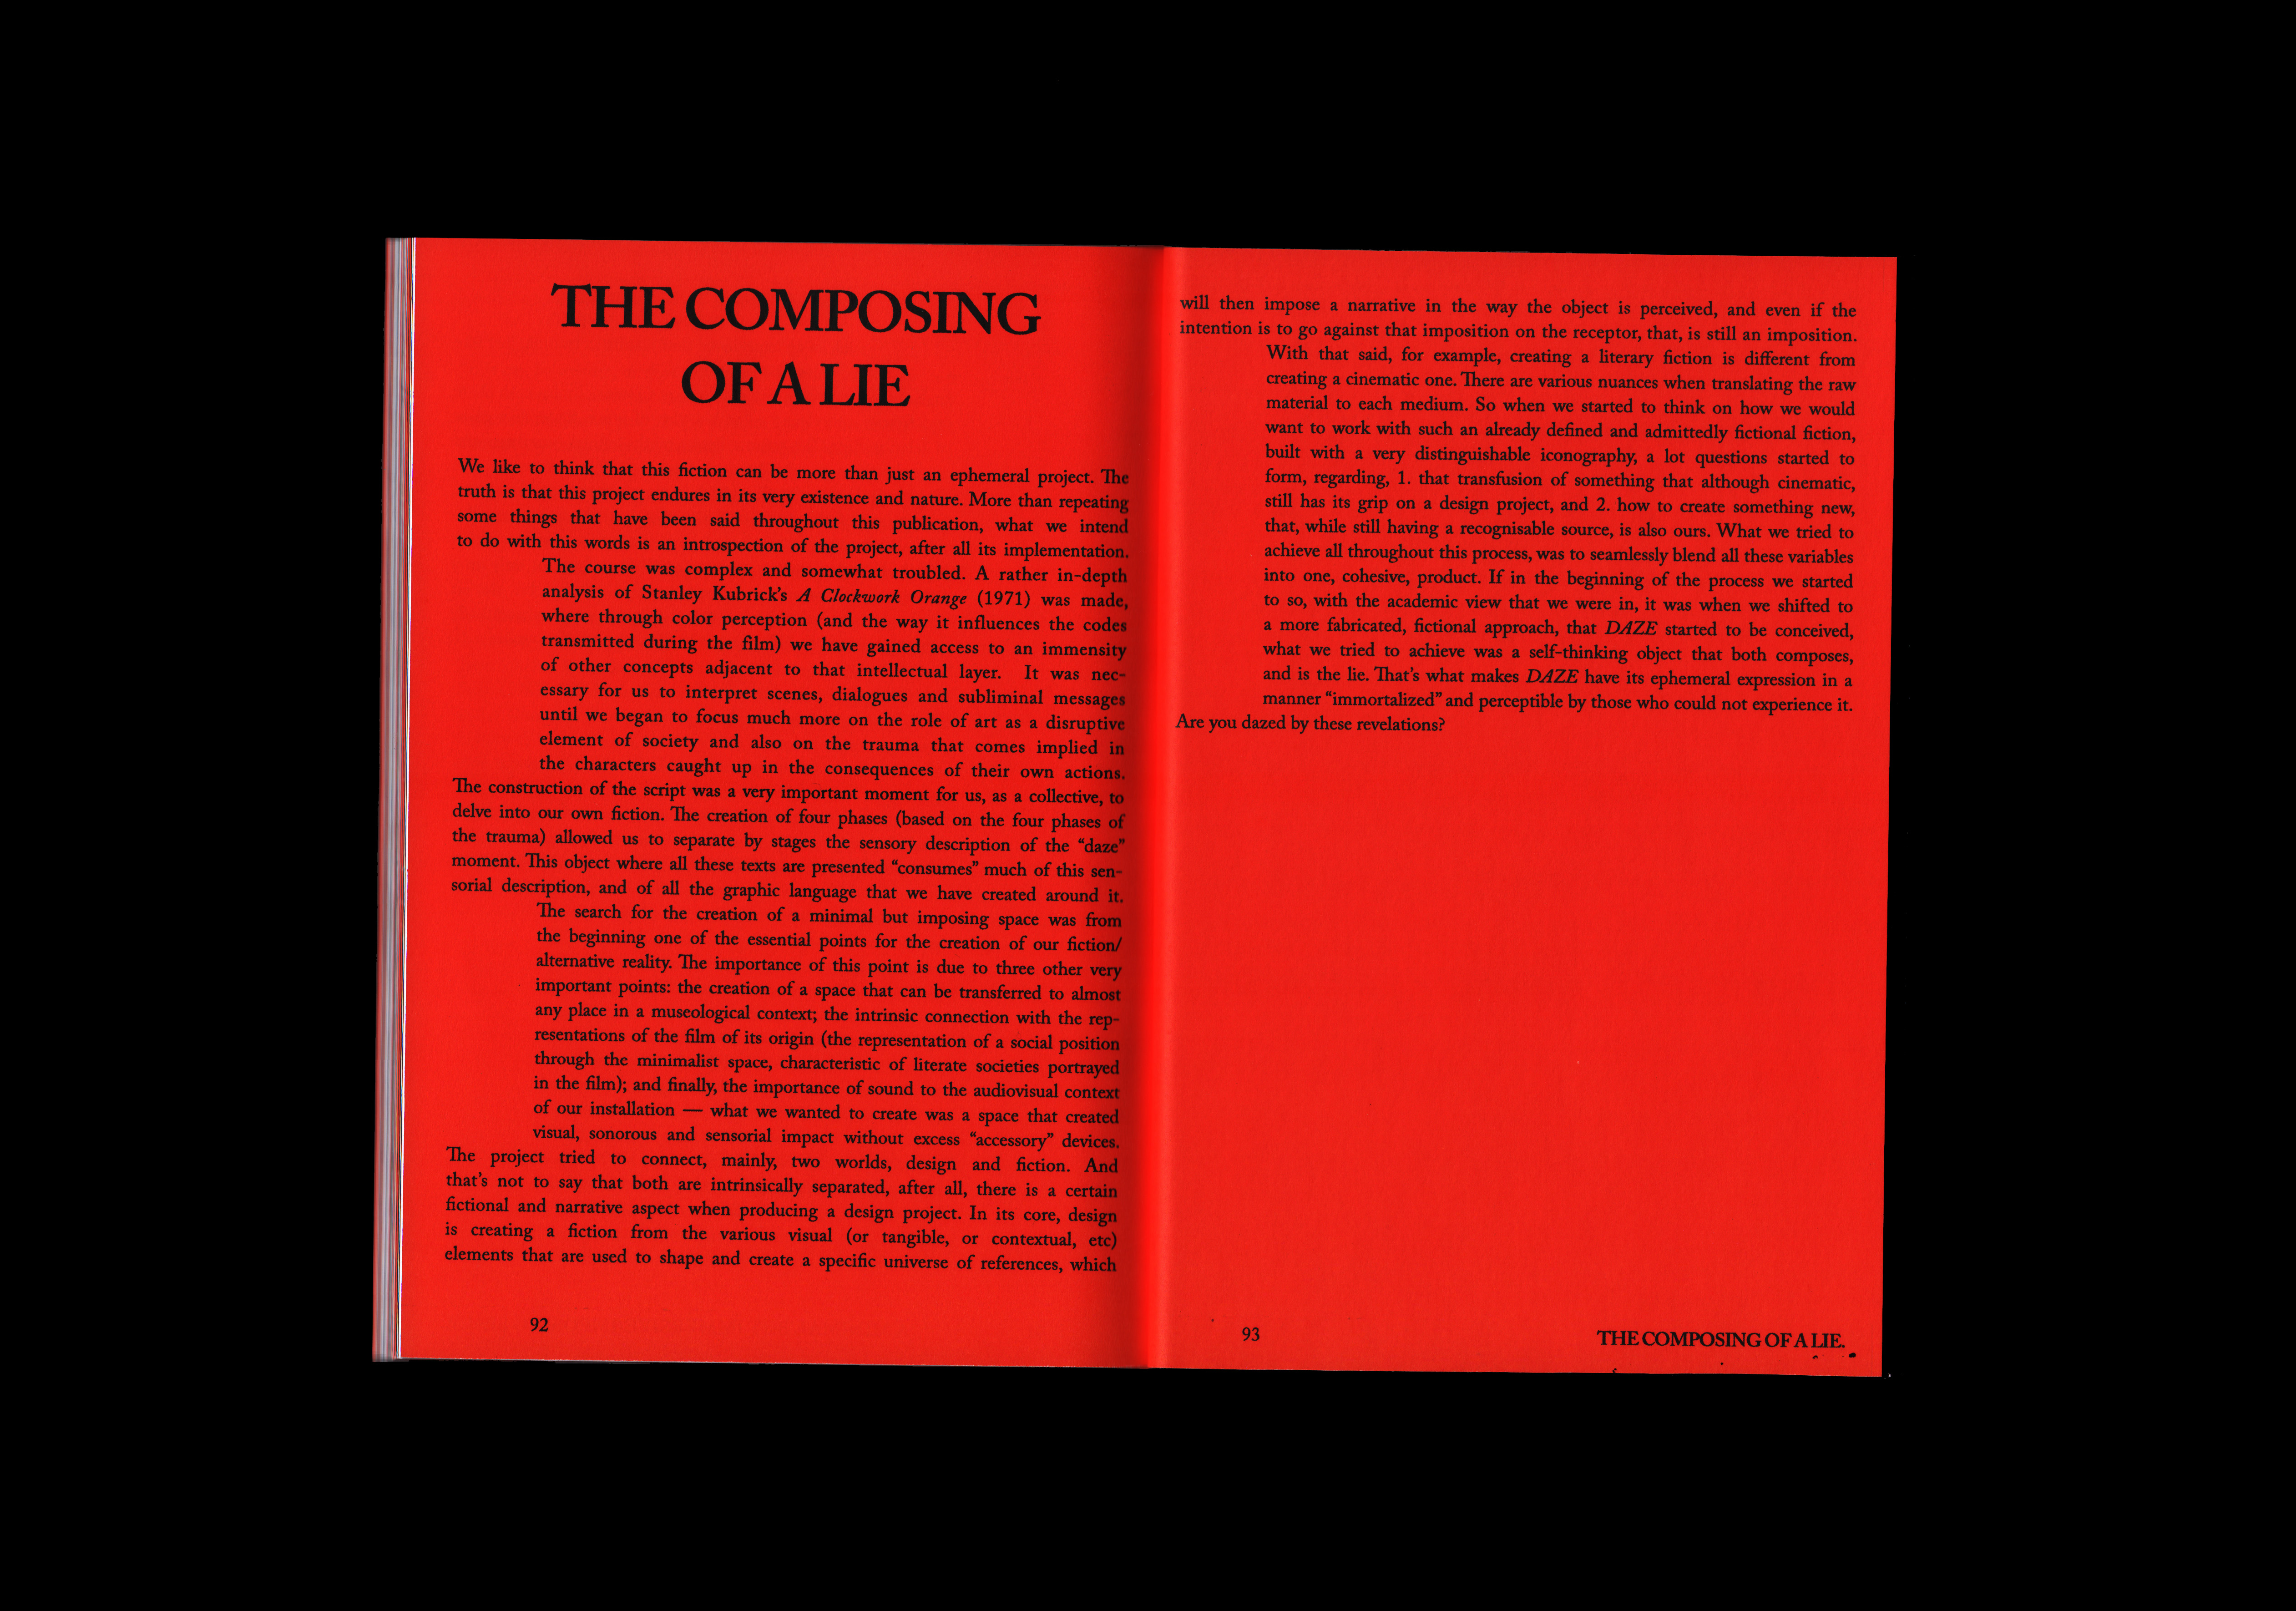 THE COMPOSING
OF A LIE
We like to think that this fiction can be more than just an ephemeral project. The
truth is that this project endures in its very existence and nature. More than repeating
some things that have been said throughout this publication, what we intend
to do with this words is an introspection of the project, after all its implementation.
The course was complex and somewhat troubled. A rather in-depth
analysis of Stanley Kubrick's A Clockwork Orange (1971) was made,
where through color perception (and the way it influences the codes
transmitted during the film) we have gained access to an immensity
of other concepts adjacent to that intellectual layer. It was nec-
essary for us to interpret scenes, dialogues and subliminal messages
until we began to focus much more on the role of art as a disruptive
element of society and also on the trauma that comes implied in
the characters caught up in the consequences of their own actions.
The construction of the script was a very important moment for us, as a collective, to
delve into our own fiction. The creation of four phases (based on the four phases of
the trauma) allowed us to separate by stages the sensory description of the “daze”
moment. This object where all these texts are presented “consumes” much of this sen-
sorial description, and of all the graphic language that we have created around it.
The search for the creation of a minimal but imposing space was from
the beginning one of the essential points for the creation of our fiction/
alternative reality. The importance of this point is due to three other very
important points: the creation of a space that can be transferred to almost
any place in a museological context; the intrinsic connection with the rep-
resentations of the film of its origin (the representation of a social position
through the minimalist space, characteristic of literate societies portrayed
in the film); and finally, the importance of sound to the audiovisual context
of our installation — what we wanted to create was a space that created
visual, sonorous and sensorial impact without excess “accessory” devices.
The project tried to connect, mainly, two worlds, design and fiction. And
that's not to say that both are intrinsically separated, after all, there is a certain
fictional and narrative aspect when producing a design project. In its core, design
is creating a fiction from the various visual (or tangible, or contextual, etc)
elements that are used to shape and create a specific universe of references, which
92
will then impose a narrative in the way the object is perceived, and even if the
intention is to go against that imposition on the receptor, that, is still an imposition.
With that said, for example, creating a literary fiction is different from
creating a cinematic one. There are various nuances when translating the raw
material to each medium. So when we started to think on how we would
want to work with such an already defined and admittedly fictional fiction,
built with a very distinguishable iconography, a lot questions started to
form, regarding, 1. that transfusion of something that although cinematic,
still has its grip on a design project, and 2. how to create something new,
that, while still having a recognisable source, is also ours. What we tried to
achieve all throughout this process, was to seamlessly blend all these variables
into one, cohesive, product. If in the beginning of the process we started
to so, with the academic view that we were in, it was when we shifted to
a more fabricated, fictional approach, that DAZE started to be conceived,
what we tried to achieve was a self-thinking object that both composes,
and is the lie. That's what makes DAZE have its ephemeral expression in a
manner “immortalized” and perceptible by those who could not experience it.
Are you dazed by these revelations?
93
THE COMPOSING OF A LIE.